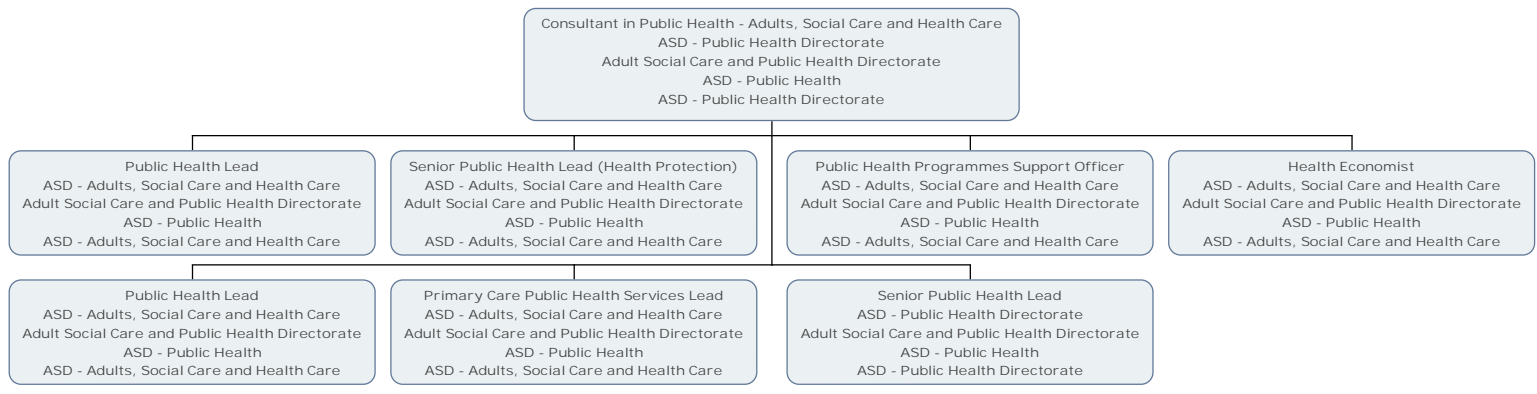 Consultant in Public Health - Adults, Social Care and Health Care
ASD - Public Health Directorate
Adult Social Care and Public Health Directorate
ASD - Public Health
ASD - Public Health Directorate
Public Health Lead
ASD - Adults, Social Care and Health Care
Adult Social Care and Public Health Directorate
ASD - Public Health
ASD - Adults, Social Care and Health Care
Senior Public Health Lead (Health Protection)
ASD - Adults, Social Care and Health Care
Adult Social Care and Public Health Directorate
ASD - Public Health
ASD - Adults, Social Care and Health Care
Public Health Programmes Support Officer
ASD - Adults, Social Care and Health Care
Adult Social Care and Public Health Directorate
ASD - Public Health
ASD - Adults, Social Care and Health Care
Health Economist
ASD - Adults, Social Care and Health Care
Adult Social Care and Public Health Directorate
ASD - Public Health
ASD - Adults, Social Care and Health Care
Public Health Lead
ASD - Adults, Social Care and Health Care
Adult Social Care and Public Health Directorate
ASD - Public Health
ASD - Adults, Social Care and Health Care
Primary Care Public Health Services Lead
ASD - Adults, Social Care and Health Care
Adult Social Care and Public Health Directorate
ASD - Public Health
ASD - Adults, Social Care and Health Care
Senior Public Health Lead
ASD - Public Health Directorate
Adult Social Care and Public Health Directorate
ASD - Public Health
ASD - Public Health Directorate